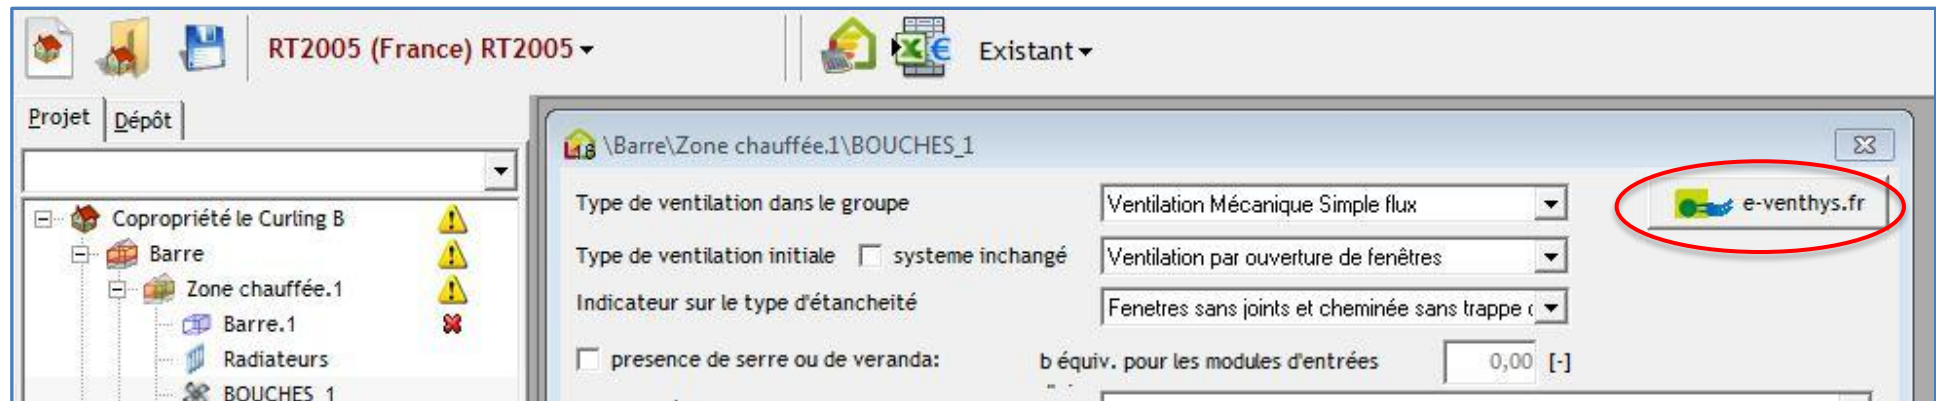 RT2005 (France) RT2005
Existant
Projet
Dépôt
\Barre\Zone chauffée.1\BOUCHES_1
Type de ventilation dans le groupe
Ventilation Mécanique Simple flux
e-venthys.fr
Copropriété le Curling B
Barre
Type de ventilation initiale
systeme inchangé
Ventilation par ouverture de fenêtres
Zone chauffée.1
Indicateur sur le type d'étancheité
Fenetres sans joints et cheminée sans trappe
Barre.1
Radiateurs
presence de serre ou de veranda:
b équiv. pour les modules d'entrées
0,00 [-]
BOUCHES_1